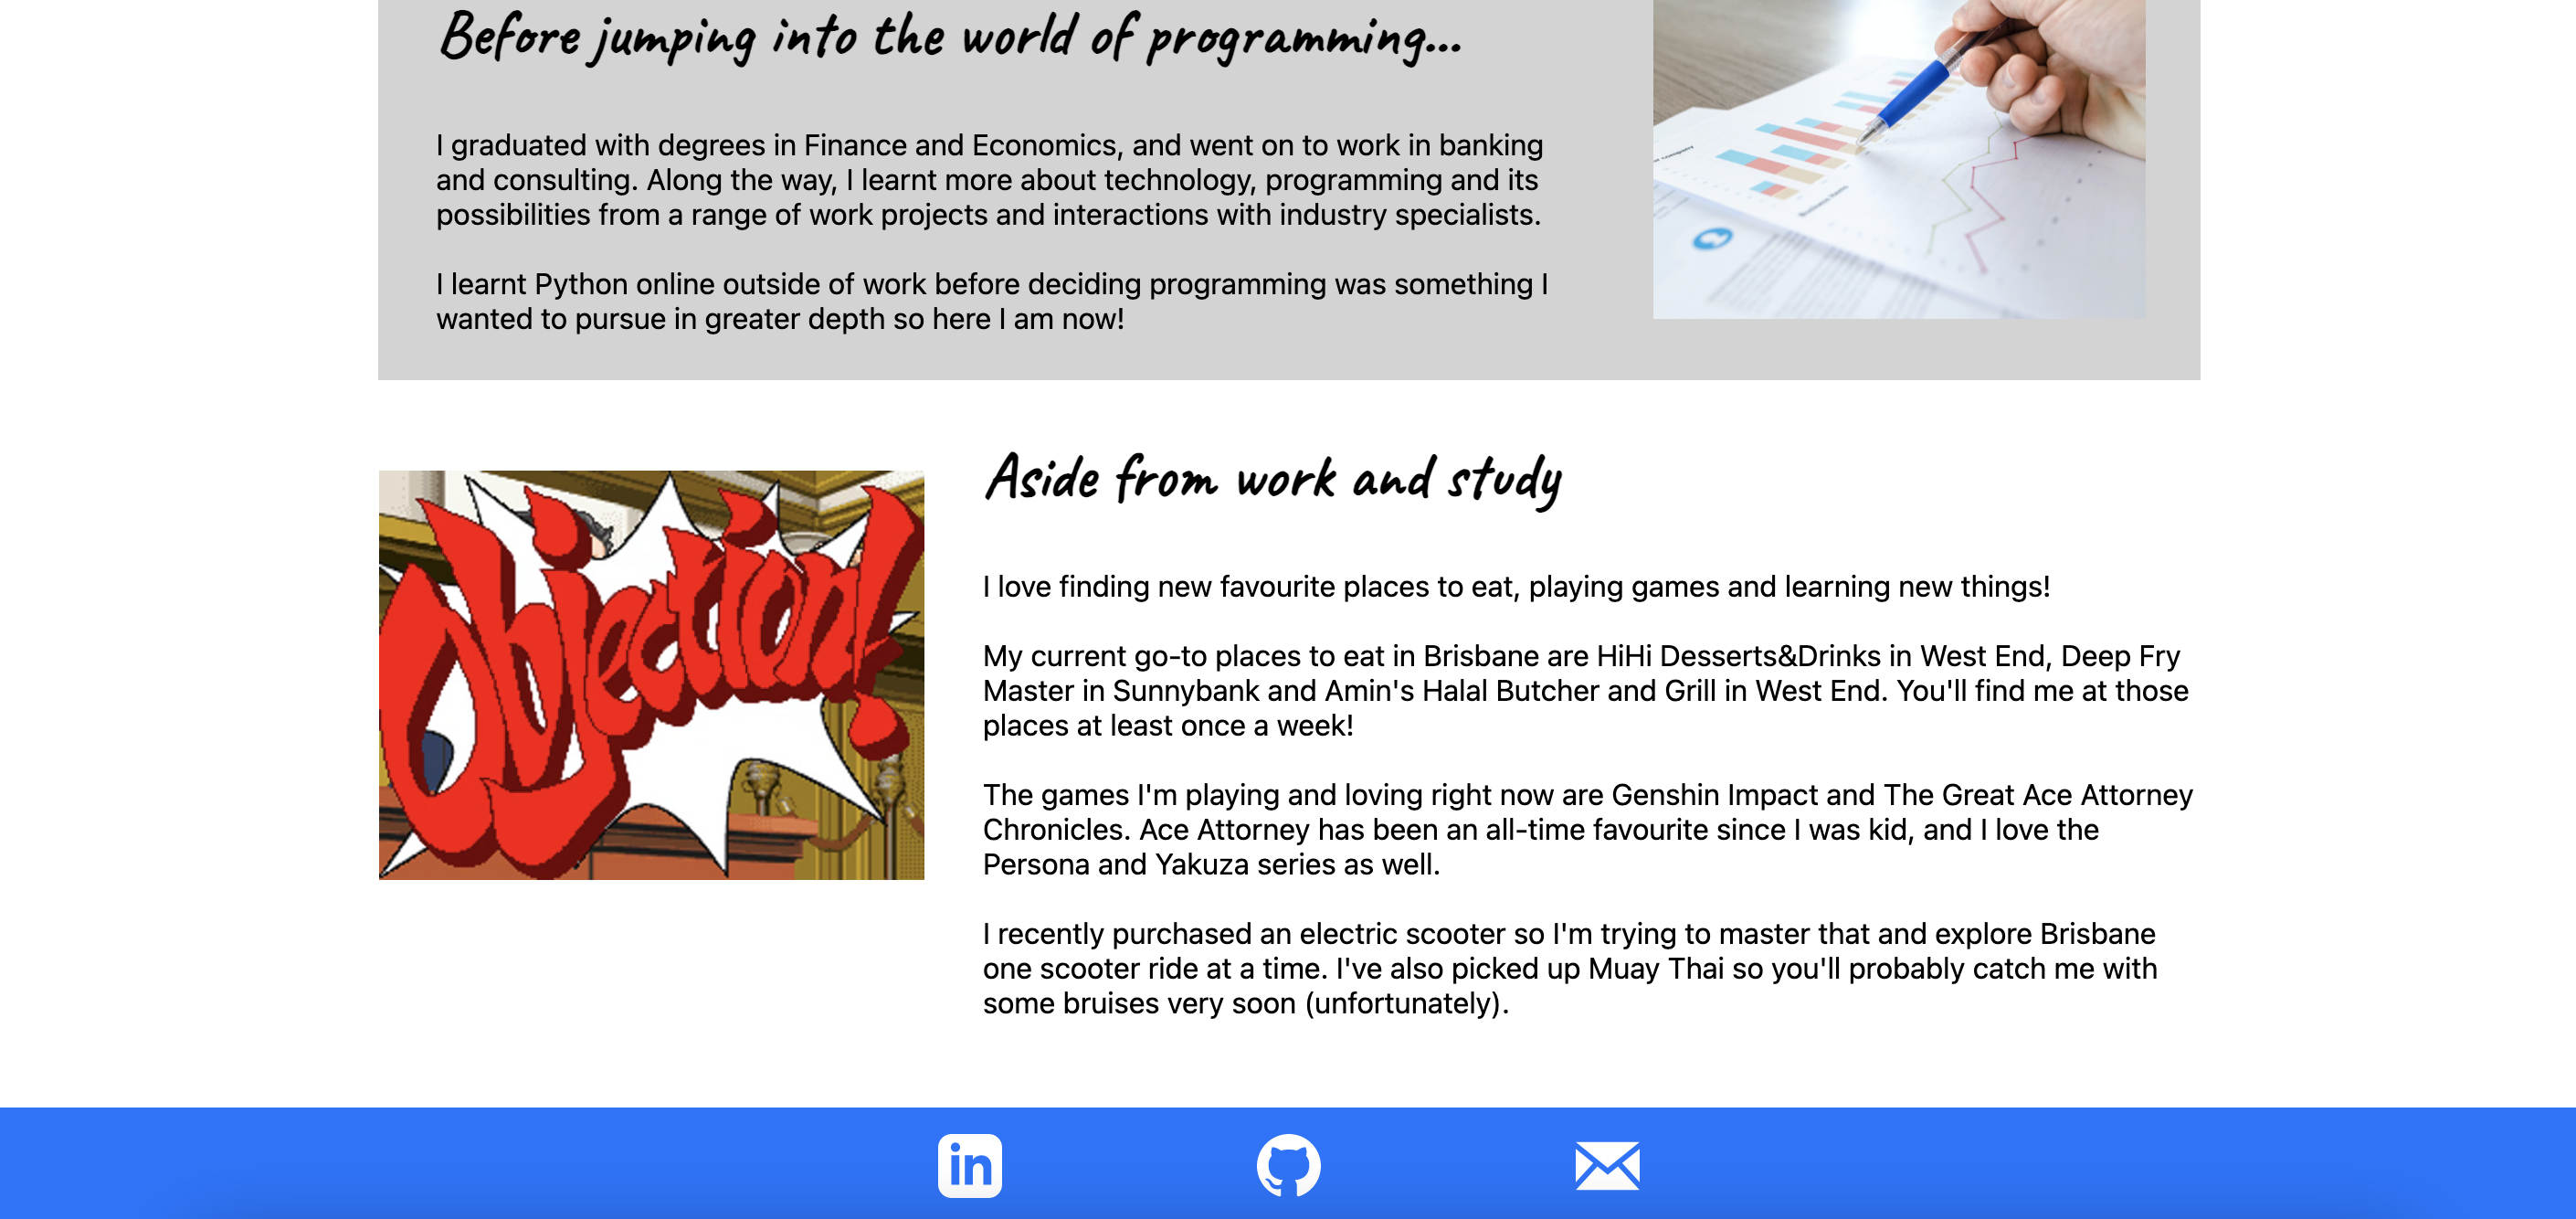 Before jumping into the world of programming...
I graduated with degrees in Finance and Economics, and went on to work in banking
and consulting. Along the way, I learnt more about technology, programming and its
possibilities from a range of work projects and interactions with industry specialists.
I learnt Python online outside of work before deciding programming was something I
wanted to pursue in greater depth so here I am now!
Objection!
Aside from work and study
I love finding new favourite places to eat, playing games and learning new things!
My current go-to places to eat in Brisbane are HiHi Desserts&Drinks in West End, Deep Fry
Master in Sunnybank and Amin's Halal Butcher and Grill in West End. You'll find me at those
places at least once a week!
The games I'm playing and loving right now are Genshin Impact and The Great Ace Attorney
Chronicles. Ace Attorney has been an all-time favourite since I was kid, and I love the
Persona and Yakuza series as well.
I recently purchased an electric scooter so I'm trying to master that and explore Brisbane
one scooter ride at a time. I've also picked up Muay Thai so you'll probably catch me with
some bruises very soon (unfortunately).
in